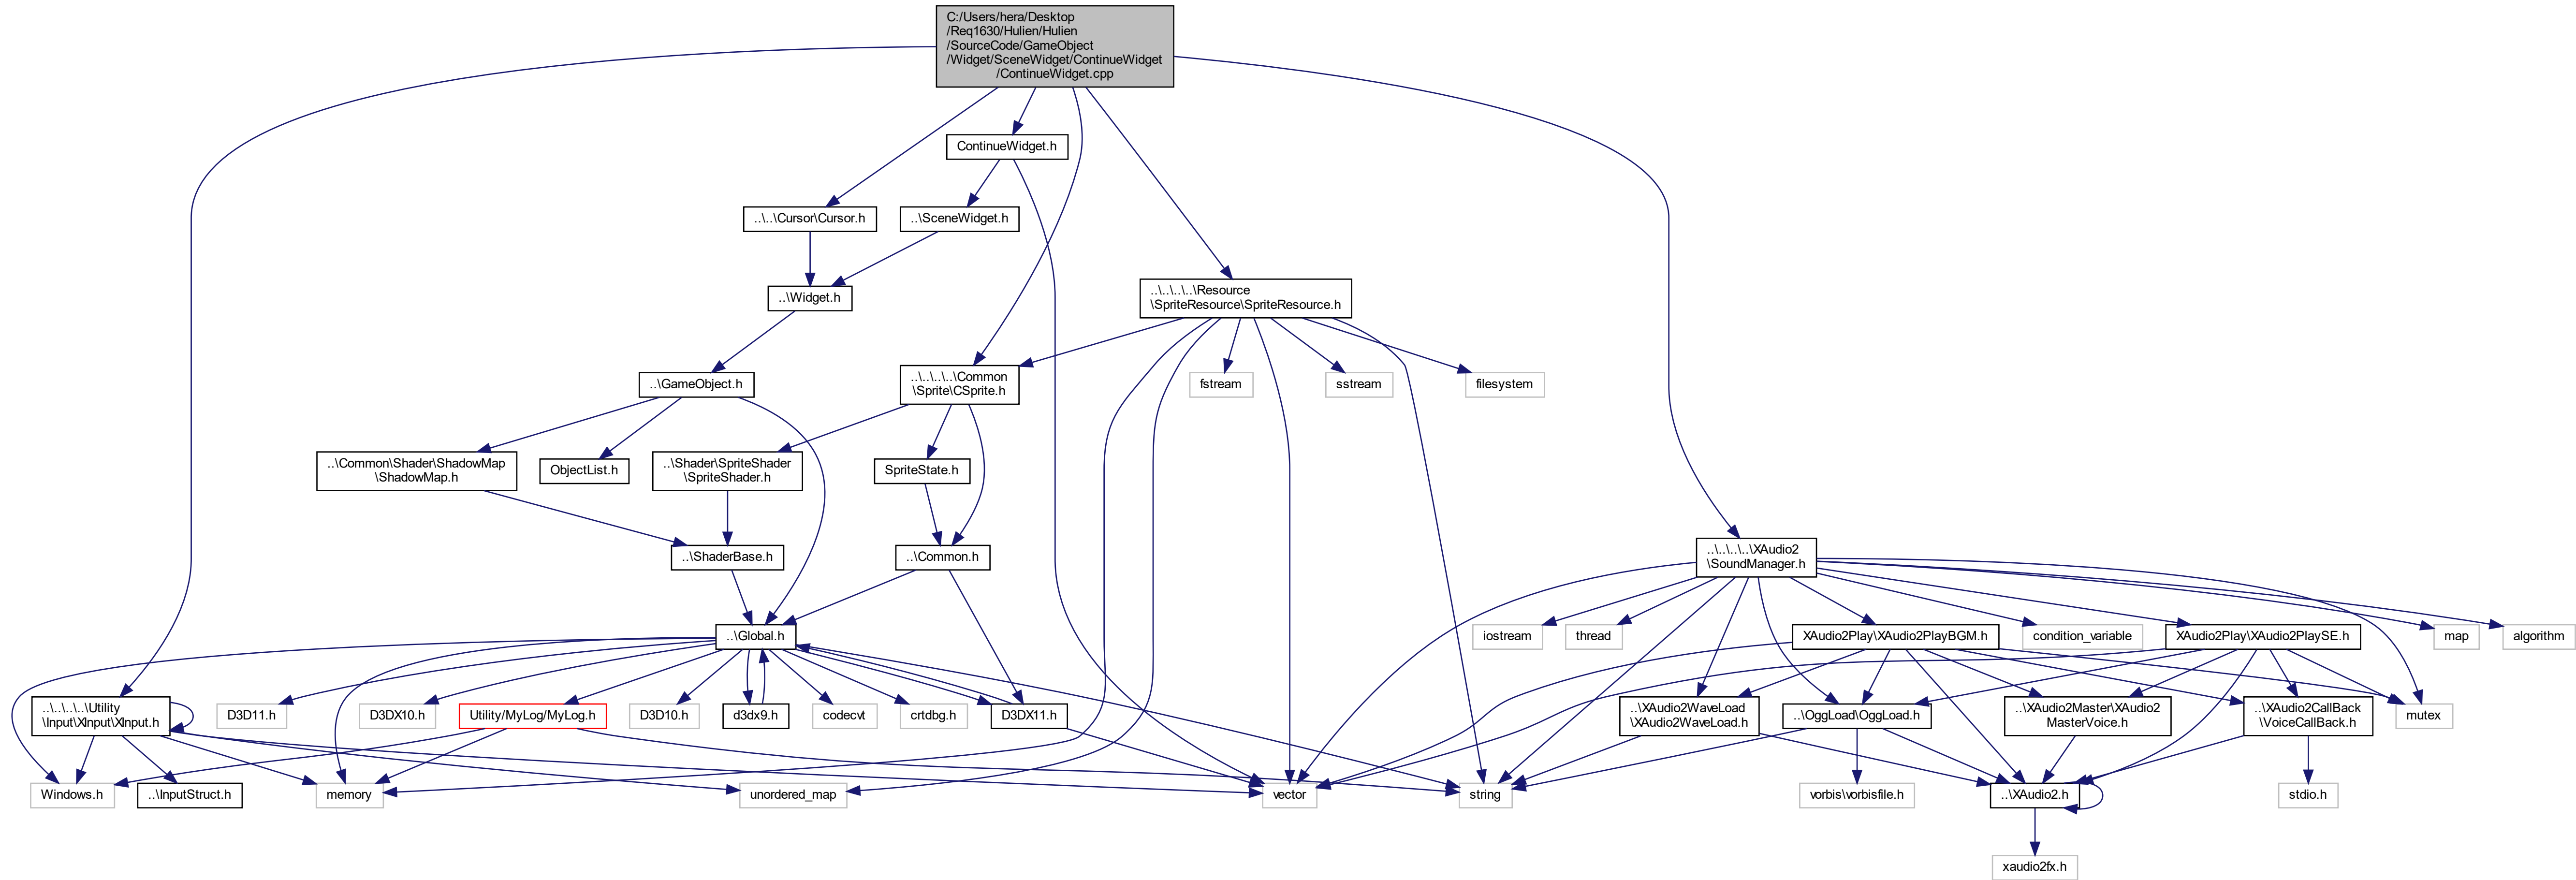 C:/Users/hera/Desktop
/Req1630/Hulien/Hulien
/SourceCode/GameObject
/Widget/SceneWidget/ContinueWidget
/ContinueWidget.cpp
ContinueWidget.h
..\..\Cursor\Cursor.h
..\SceneWidget.h
..\Widget.h
..\..\..\..\Resource
\SpriteResource\SpriteResource.h
..\GameObject.h
..\..\..\..\Common
\Sprite\CSprite.h
fstream
sstream
filesystem
..\Common\Shader\ShadowMap
\ShadowMap.h
ObjectList.h
..\Shader\SpriteShader
\SpriteShader.h
SpriteState.h
..\ShaderBase.h
..\Common.h
..\..\..\..\XAudio2
\SoundManager.h
..\Global.h
iostream
thread
XAudio2Play\XAudio2PlayBGM.h
condition_variable
XAudio2Play\XAudio2PlaySE.h
map
algorithm
..\..\..\..\Utility
\Input\XInput\XInput.h
D3D11.h
D3DX10.h
Utility/MyLog/MyLog.h
D3D10.h
d3dx9.h
codecvt
crtdbg.h
D3DX11.h
..\XAudio2WaveLoad
\XAudio2WaveLoad.h
..\OggLoad\OggLoad.h
..\XAudio2Master\XAudio2
MasterVoice.h
..\XAudio2CallBack
\VoiceCallBack.h
mutex
Windows.h
..\InputStruct.h
memory
unordered_map
vector
string
vorbis\vorbisfile.h
..\XAudio2.h
stdio.h
xaudio2fx.h